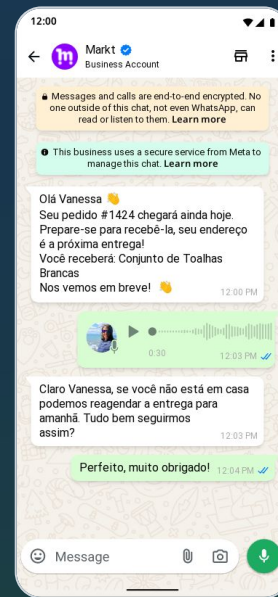 12:00
Markt
Business Account
Messages and calls are end-to-end encrypted. No
one outside of this chat, not even WhatsApp, can
read or listen to them. Learn more
This business uses a secure service from Meta to
manage this chat. Learn more
Olá Vanessa 👋
Seu pedido #1424 chegará ainda hoje.
Prepare-se para recebê-la, seu endereço
é a próxima entrega!
Você receberá: Conjunto de Toalhas
Brancas
Nos vemos em breve! 👋
12:00 PM
0:30
12:03 PM
Claro Vanessa, se você não está em casa
podemos reagendar a entrega para
amanhã. Tudo bem seguirmos
assim?
12:03 PM
Perfeito, muito obrigado! 12:04 PM
Message